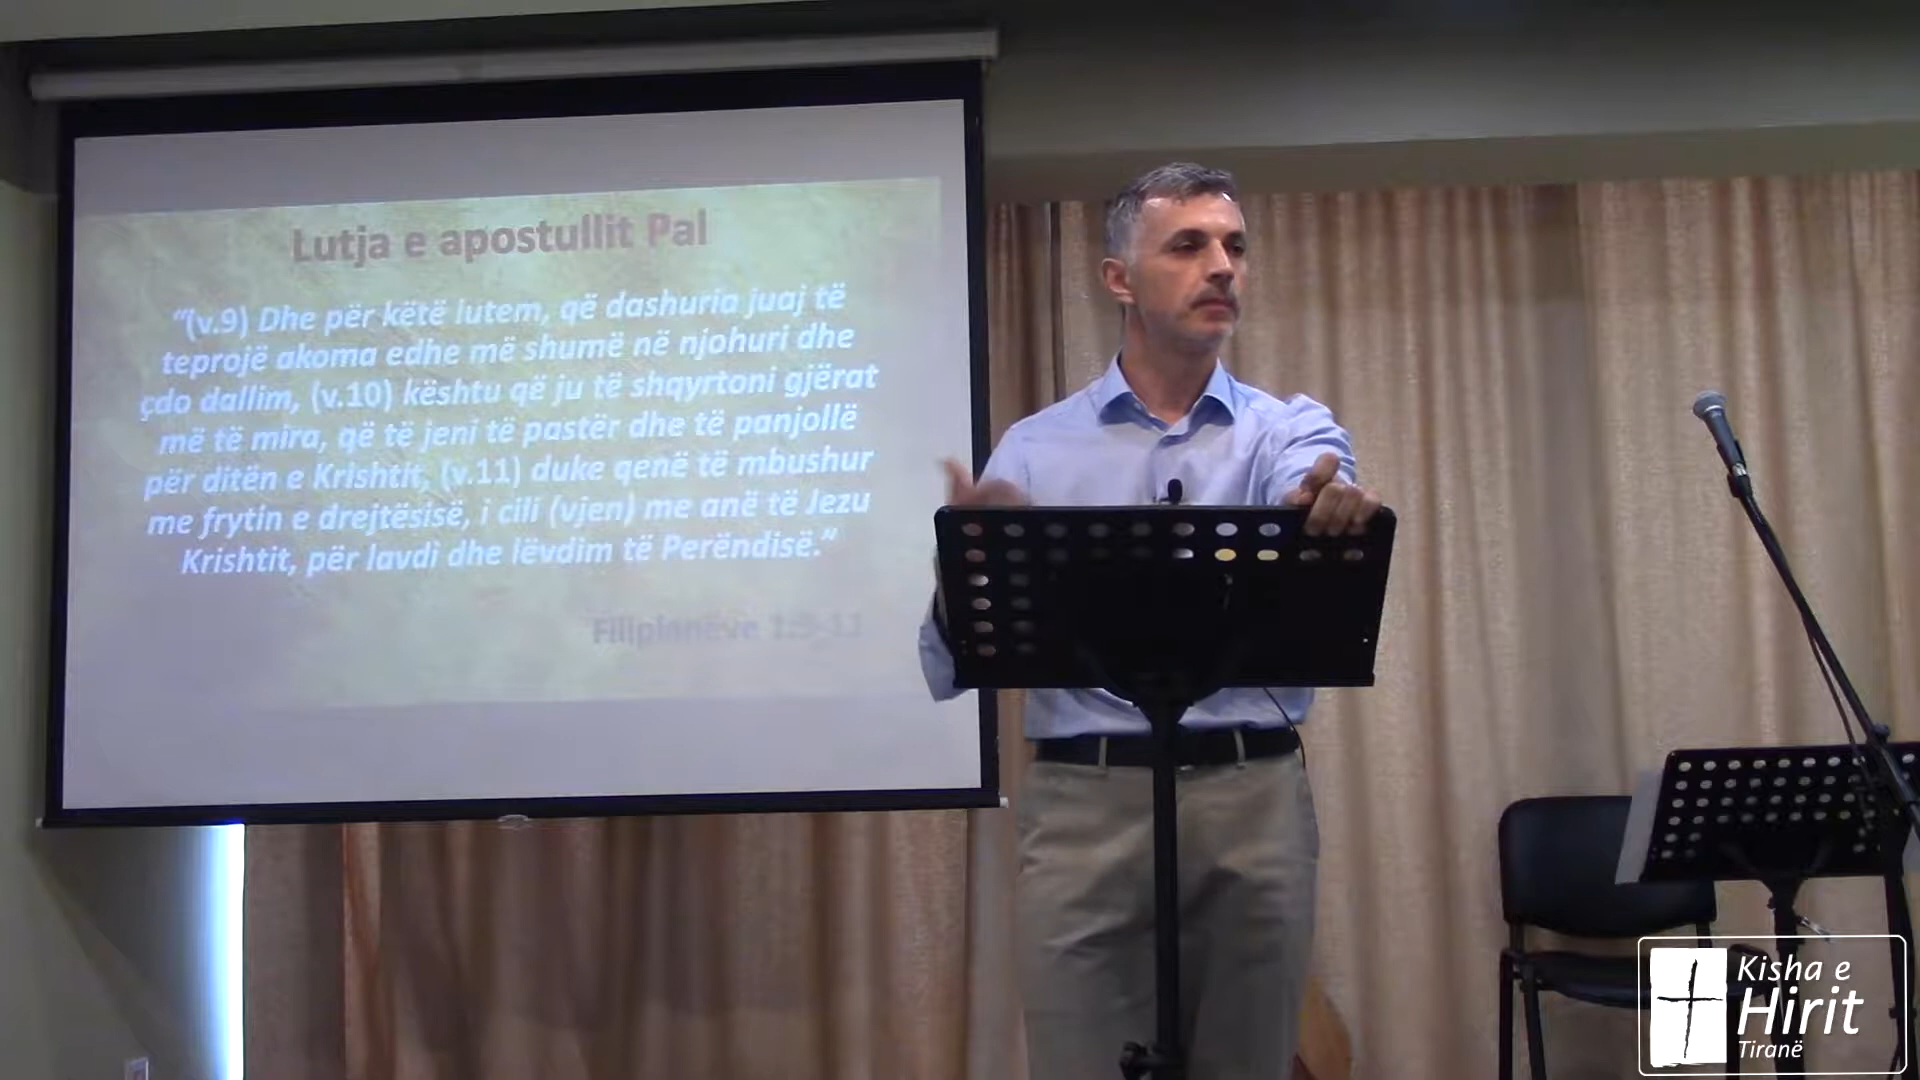 Lutja e apostullit Pal
“(v.9) Dhe për këtë lutem, që dashuria juaj të
teprojë akoma edhe më shumë në njohuri dhe
çdo dallim, (v.10) kështu që ju të shqyrtoni gjërat
më të mira, që të jeni të pastër dhe të panjollë
për ditën e Krishtit, (v.11) duke qenë të mbushur
me frytin e drejtësisë, i cili (vjen) me anë të Jezu
Krishtit, për lavdi dhe lëvdim të Perëndisë.”
Filipianëve 1:9-11
Kisha e
Hirit
Tiranë